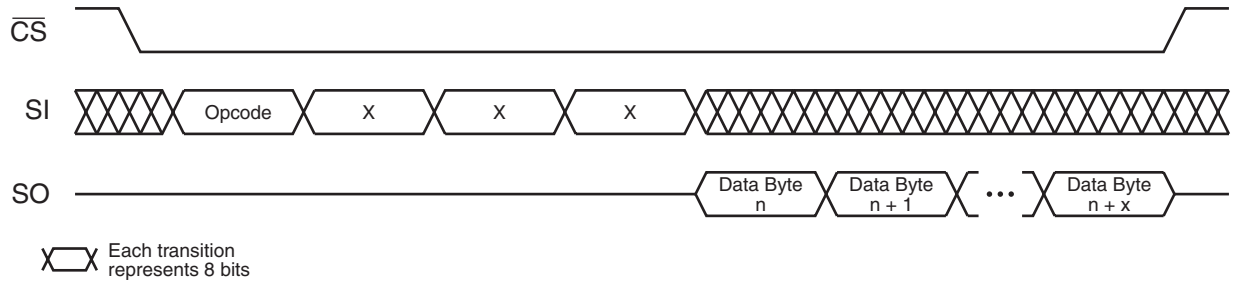 CS
SI
Opcode
X
X
X
SO
Data Byte
n
Data Byte
n + 1
•••
Data Byte
n + x
Each transition
represents 8 bits